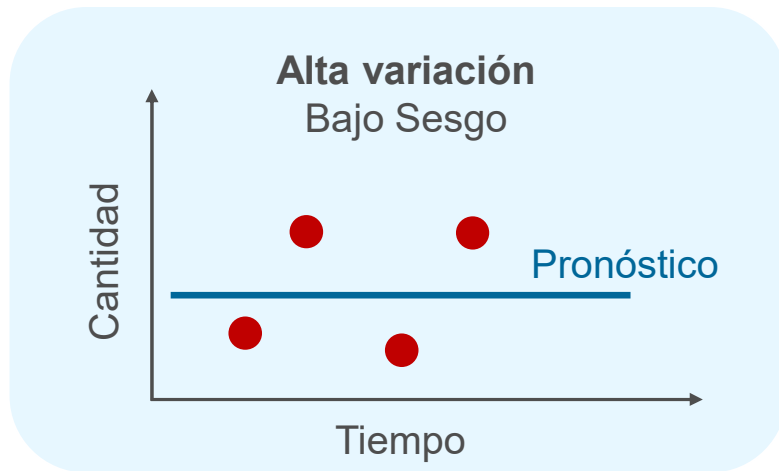 Alta variación
Bajo Sesgo
Cantidad
Pronóstico
Tiempo